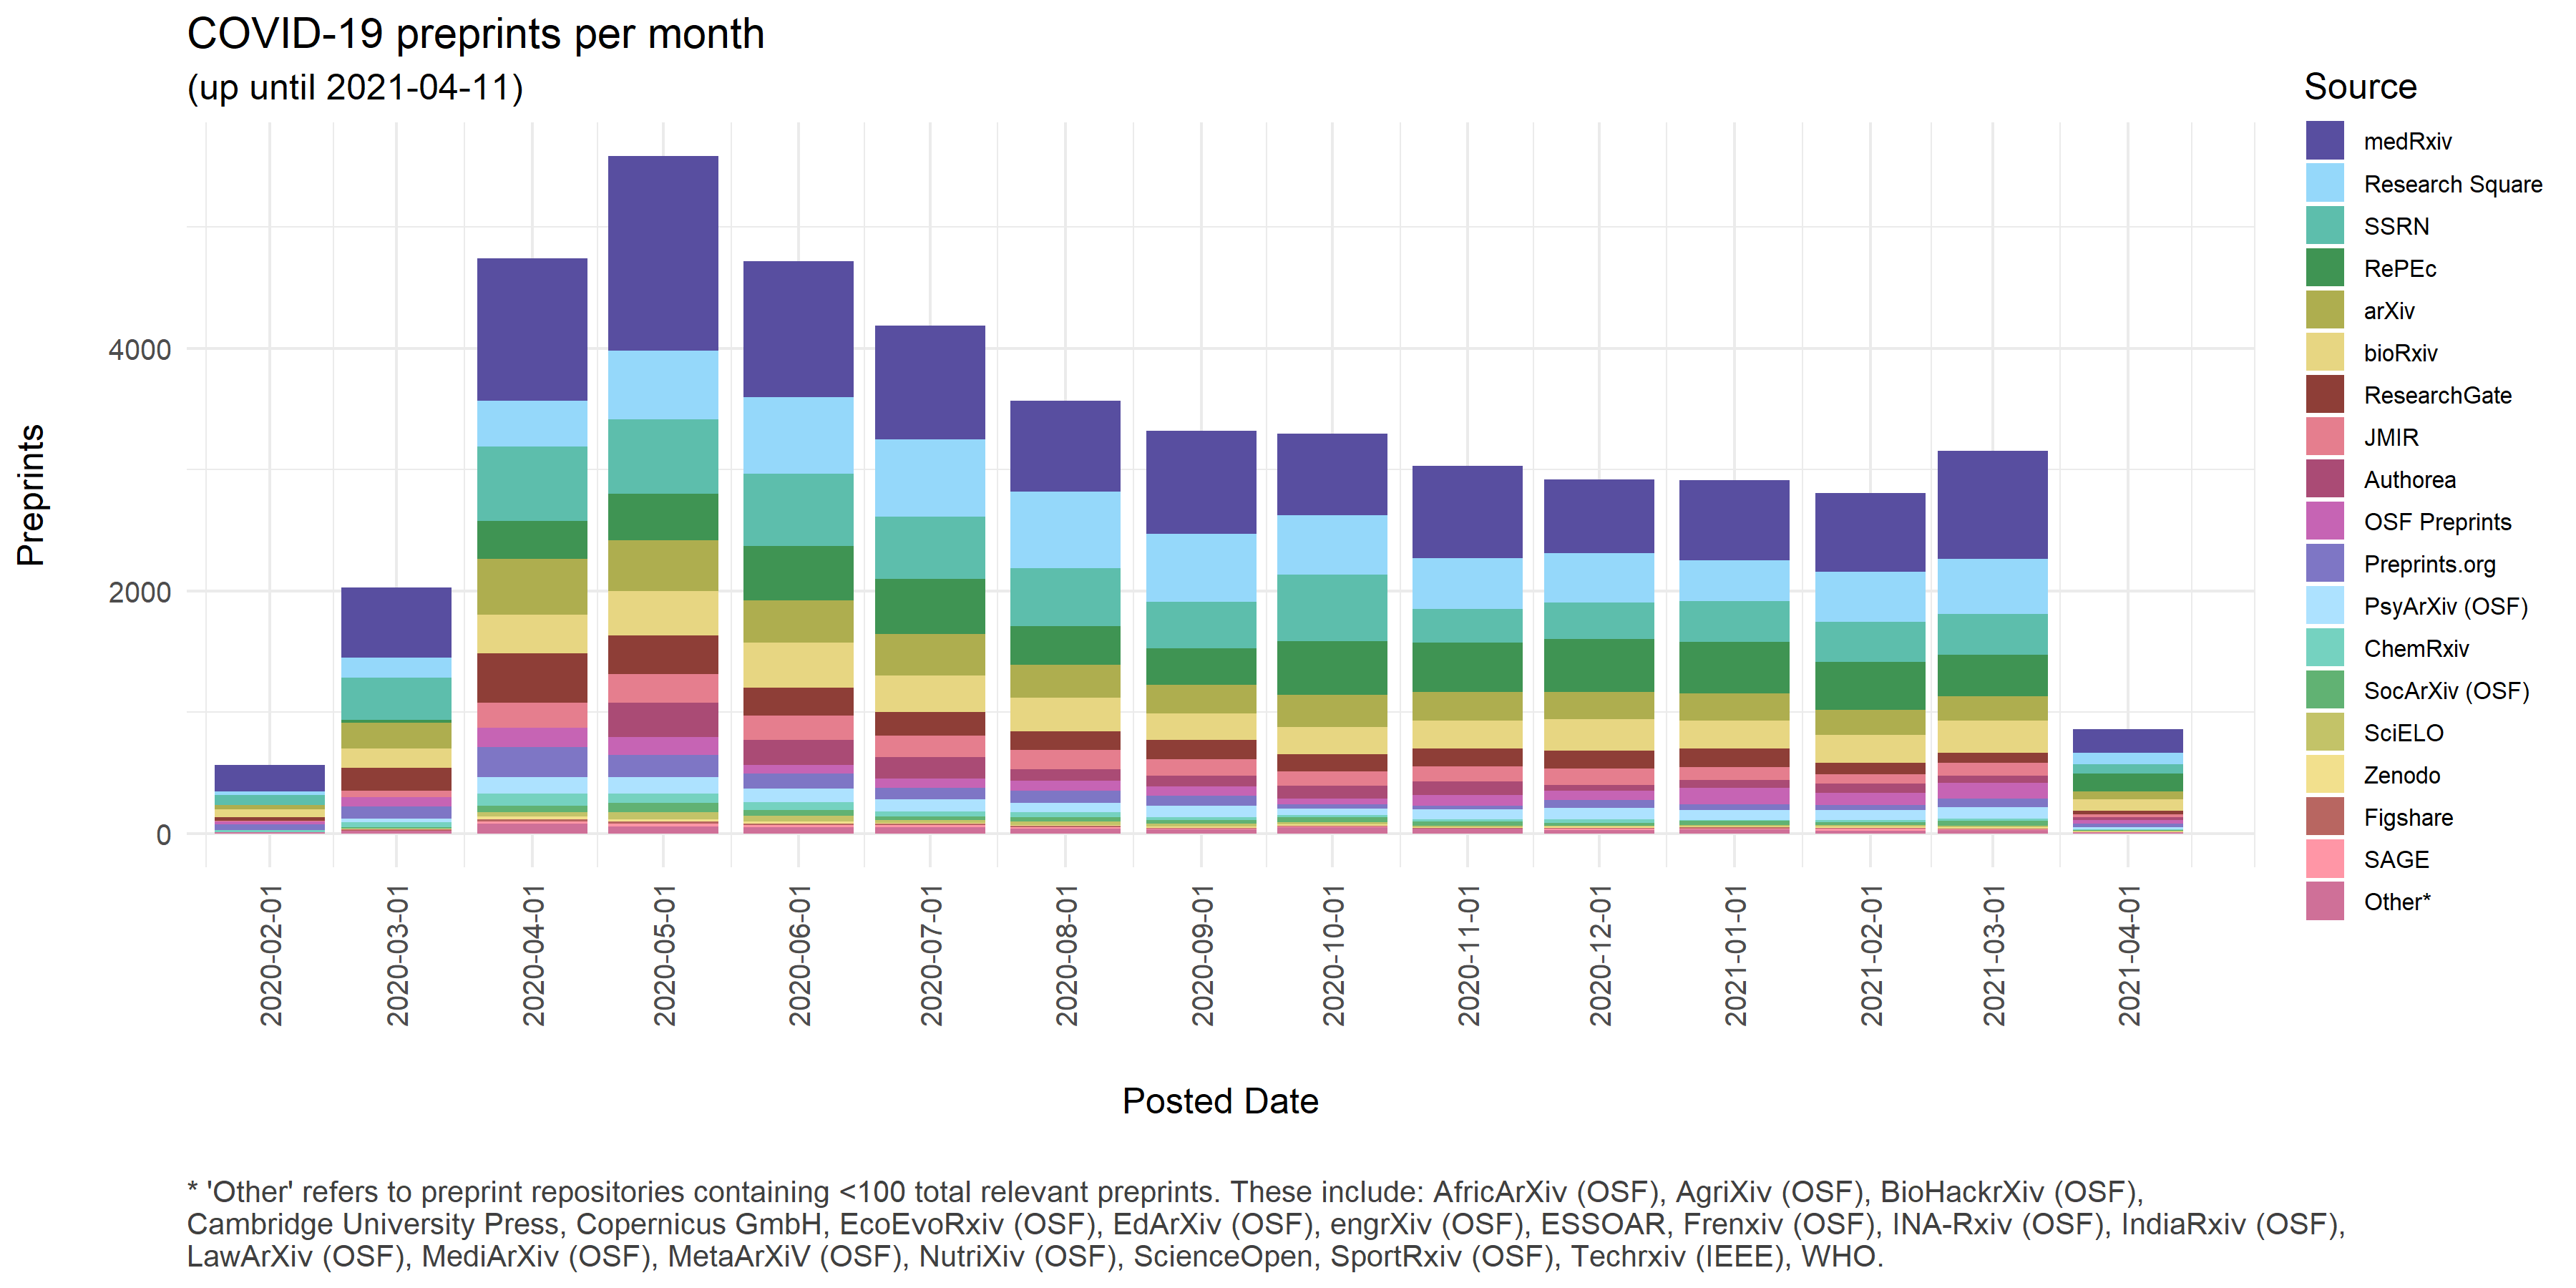 COVID-19 preprints per month
(up until 2021-04-11)
Preprints
4000
2000
0
2020-02-01
2020-03-01
2020-04-01
2020-05-01
2020-06-01
2020-07-01
2020-08-01
2020-09-01
2020-10-01
2020-11-01
2020-12-01
2021-01-01
2021-02-01
2021-03-01
2021-04-01
Posted Date
Source
medRxiv
Research Square
SSRN
RePEc
arXiv
bioRxiv
ResearchGate
JMIR
Authorea
OSF Preprints
Preprints.org
PsyArXiv (OSF)
ChemRxiv
SocArXiv (OSF)
SciELO
Zenodo
Figshare
SAGE
Other*
* 'Other' refers to preprint repositories containing <100 total relevant preprints. These include: AfricArXiv (OSF), AgriXiv (OSF), BioHackrXiv (OSF),
Cambridge University Press, Copernicus GmbH, EcoEvoRxiv (OSF), EdArXiv (OSF), engrXiv (OSF), ESSOAR, Frenxiv (OSF), INA-Rxiv (OSF), IndiaRxiv (OSF),
LawArXiv (OSF), MediArXiv (OSF), MetaArXiV (OSF), NutriXiv (OSF), ScienceOpen, SportRxiv (OSF), Techrxiv (IEEE), WHO.